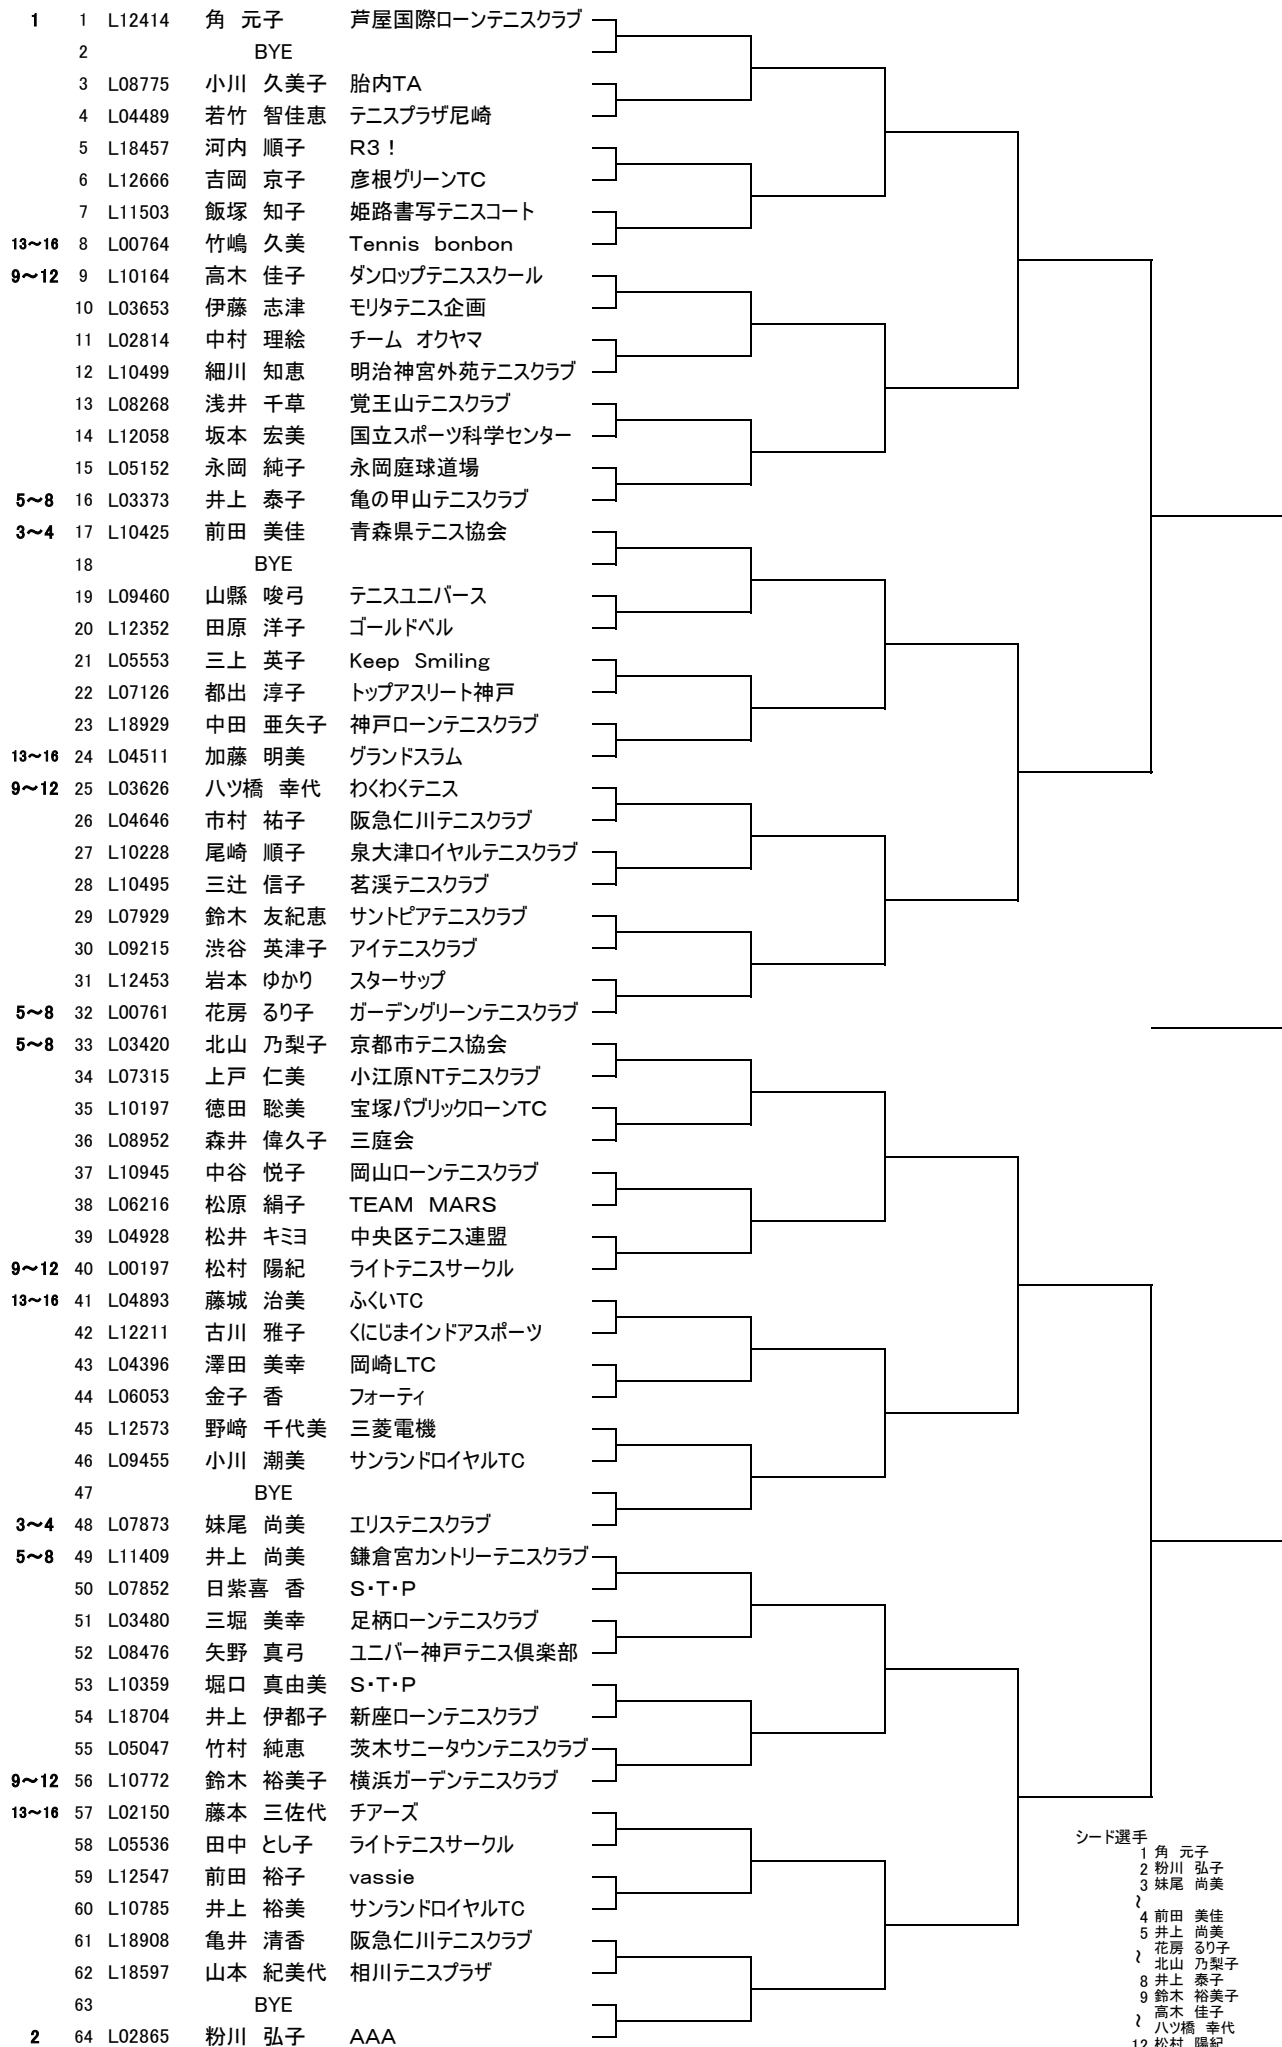 1 1 L12414 角 元子 芦屋国際ローンテニスクラブ
2 BYE
3 L08775 小川 久美子 胎内TA
4 L04489 若竹 智佳恵 テニスプラザ尼崎
5 L18457 河内 順子 R3！
6 L12666 吉岡 京子 彦根グリーンTC
7 L11503 飯塚 知子 姫路書写テニスコート
13～16 8 L00764 竹嶋 久美 Tennis bonbon
9～12 9 L10164 高木 佳子 ダンロップテニススクール
10 L03653 伊藤 志津 モリタテニス企画
11 L02814 中村 理絵 チーム オクヤマ
12 L10499 細川 知恵 明治神宮外苑テニスクラブ
13 L08268 浅井 千草 覚王山テニスクラブ
14 L12058 坂本 宏美 国立スポーツ科学センター
15 L05152 永岡 純子 永岡庭球道場
5～8 16 L03373 井上 泰子 亀の甲山テニスクラブ
3～4 17 L10425 前田 美佳 青森県テニス協会
18 BYE
19 L09460 山縣 唆弓 テニスユニバース
20 L12352 田原 洋子 ゴールドベル
21 L05553 三上 英子 Keep Smiling
22 L07126 都出 淳子 トップアスリート神戸
23 L18929 中田 亜矢子 神戸ローンテニスクラブ
13～16 24 L04511 加藤 明美 グランドスラム
9～12 25 L03626 八ツ橋 幸代 わくわくテニス
26 L04646 市村 祐子 阪急仁川テニスクラブ
27 L10228 尾崎 順子 泉大津ロイヤルテニスクラブ
28 L10495 三辻 信子 茗渓テニスクラブ
29 L07929 鈴木 友紀恵 サントピアテニスクラブ
30 L09215 渋谷 英津子 アイテニスクラブ
31 L12453 岩本 ゆかり スターサップ
5～8 32 L00761 花房 るり子 ガーデングリーンテニスクラブ
5～8 33 L03420 北山 乃梨子 京都市テニス協会
34 L07315 上戸 仁美 小江原NTテニスクラブ
35 L10197 徳田 聡美 宝塚パブリックローンTC
36 L08952 森井 偉久子 三庭会
37 L10945 中谷 悦子 岡山ローンテニスクラブ
38 L06216 松原 絹子 TEAM MARS
39 L04928 松井 キミヨ 中央区テニス連盟
9～12 40 L00197 松村 陽紀 ライトテニスサークル
13～16 41 L04893 藤城 治美 ふくいTC
42 L12211 古川 雅子 くにじまインドアスポーツ
43 L04396 澤田 美幸 岡崎LTC
44 L06053 金子 香 フォーティ
45 L12573 野﨑 千代美 三菱電機
46 L09455 小川 潮美 サンランドロイヤルTC
47 BYE
3～4 48 L07873 妹尾 尚美 エリステニスクラブ
5～8 49 L11409 井上 尚美 鎌倉宮カントリーテニスクラブ
50 L07852 日紫喜 香 S・T・P
51 L03480 三堀 美幸 足柄ローンテニスクラブ
52 L08476 矢野 真弓 ユニバー神戸テニス倶楽部
53 L10359 堀口 真由美 S・T・P
54 L18704 井上 伊都子 新座ローンテニスクラブ
55 L05047 竹村 純恵 茨木サニータウンテニスクラブ
9～12 56 L10772 鈴木 裕美子 横浜ガーデンテニスクラブ
13～16 57 L02150 藤本 三佐代 チアーズ
58 L05536 田中 とし子 ライトテニスサークル
59 L12547 前田 裕子 vassie
60 L10785 井上 裕美 サンランドロイヤルTC
61 L18908 亀井 清香 阪急仁川テニスクラブ
62 L18597 山本 紀美代 相川テニスプラザ
63 BYE
2 64 L02865 粉川 弘子 AAA
シード選手
1 角 元子
2 粉川 弘子
3 妹尾 尚美
～
4 前田 美佳
5 井上 尚美
花房 るり子
～ 北山 乃梨子
8 井上 泰子
9 鈴木 裕美子
高木 佳子
～ 八ツ橋 幸代
12 松村 陽紀